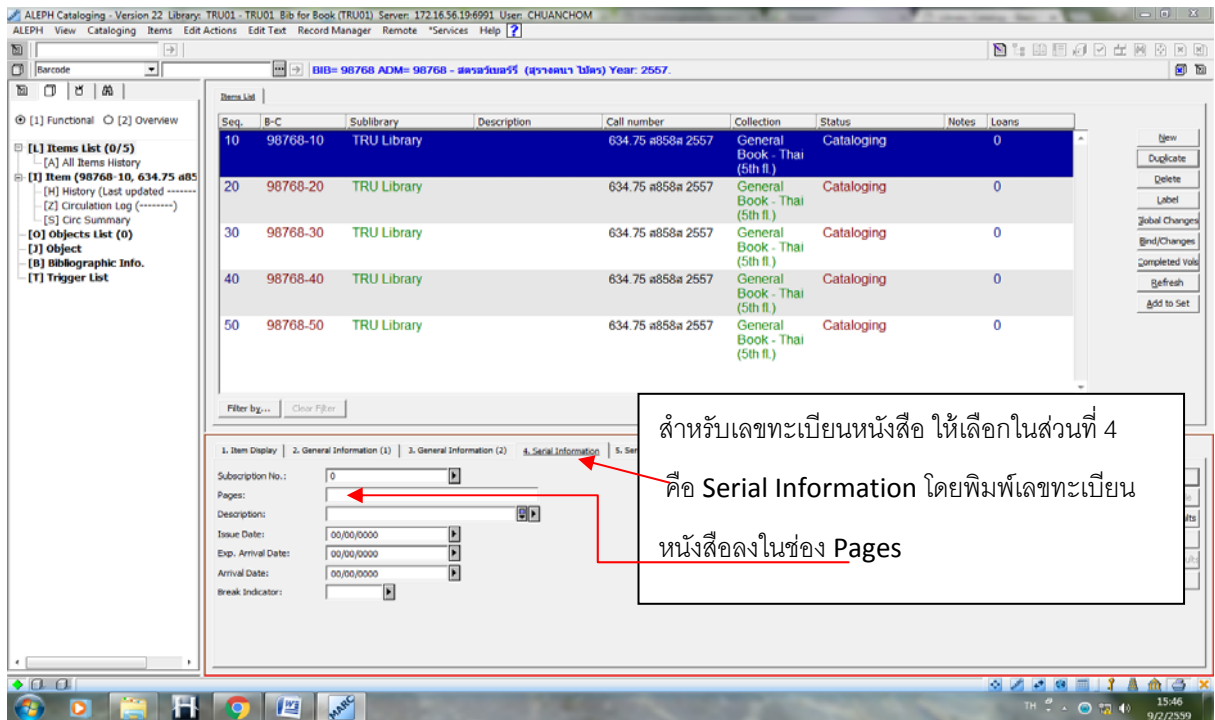 ALEPH Cataloging - Version 22 Library: TRU01 - TRU01 Bib for Book (TRU01) Server: 172.16.56.19:6991 User: CHUANCHOM
ALEPH View Cataloging Items Edit Actions Edit Text Record Manager Remote *Services Help ?
Barcode
BIB= 98768 ADM= 98768 - สตรอว์เบอร์รี่ (สุรางคนา ไม้ตร) Year: 2557.
[1] Functional [2] Overview
[L] Items List (0/5)
[A] All Items History
[I] Item (98768-10, 634.75 ส85
[H] History (Last updated -------
[Z] Circulation Log (--------)
[S] Circ Summary
[O] Objects List (0)
[J] Object
[B] Bibliographic Info.
[T] Trigger List
Items List
Seq. B-C Sublibrary Description Call number Collection Status Notes Loans
10 98768-10 TRU Library 634.75 ส858ส 2557 General Book - Thai (5th fl.) Cataloging 0
20 98768-20 TRU Library 634.75 ส858ส 2557 General Book - Thai (5th fl.) Cataloging 0
30 98768-30 TRU Library 634.75 ส858ส 2557 General Book - Thai (5th fl.) Cataloging 0
40 98768-40 TRU Library 634.75 ส858ส 2557 General Book - Thai (5th fl.) Cataloging 0
50 98768-50 TRU Library 634.75 ส858ส 2557 General Book - Thai (5th fl.) Cataloging 0
New
Duplicate
Delete
Label
Global Changes
Bind/Changes
Completed Vols
Refresh
Add to Set
Filter by... Clear Filter
1. Item Display 2. General Information (1) 3. General Information (2) 4. Serial Information 5. Ser
Subscription No.: 0
Pages:
Description:
Issue Date: 00/00/0000
Exp. Arrival Date: 00/00/0000
Arrival Date: 00/00/0000
Break Indicator:
สำหรับเลขทะเบียนหนังสือ ให้เลือกในส่วนที่ 4
คือ Serial Information โดยพิมพ์เลขทะเบียน
หนังสือลงในช่อง Pages
MARC
TH
15:46
9/2/2559